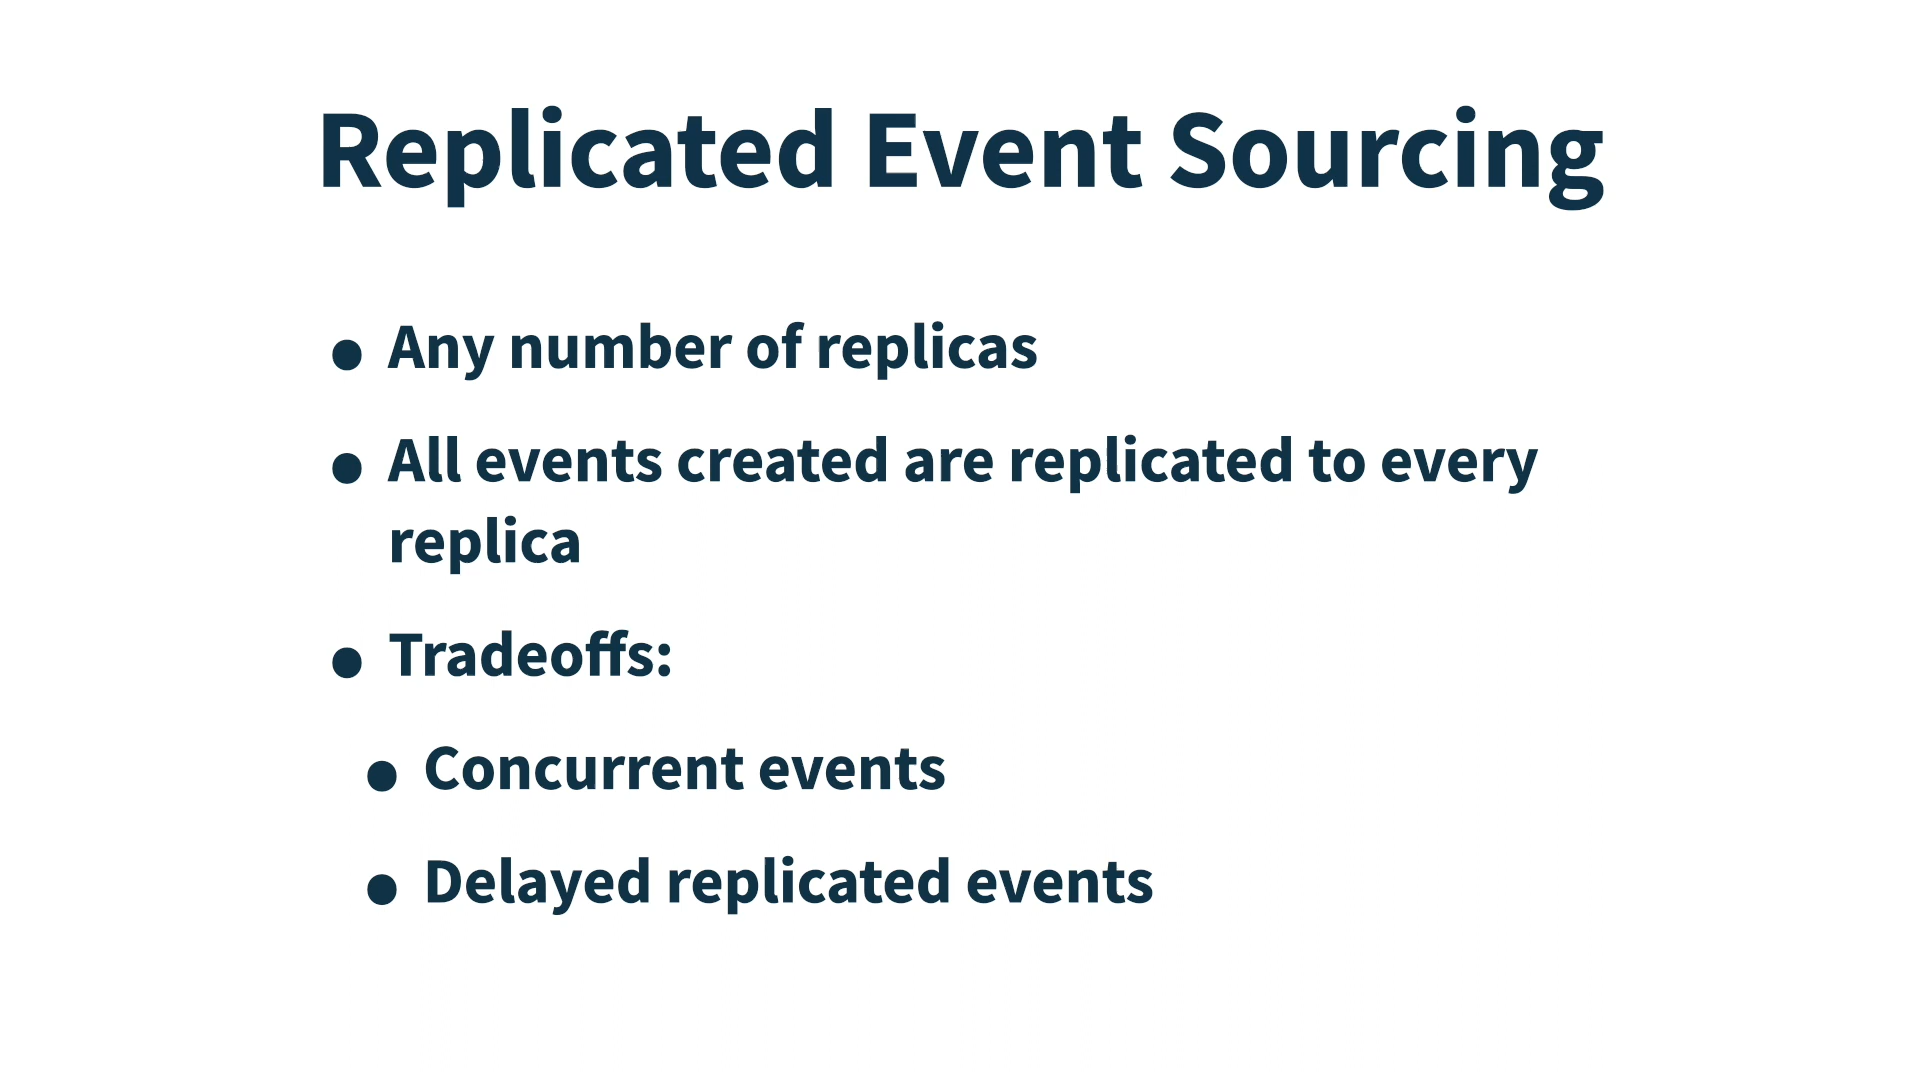 Replicated Event Sourcing
• Any number of replicas
• All events created are replicated to every
replica
• Tradeoffs:
• Concurrent events
• Delayed replicated events